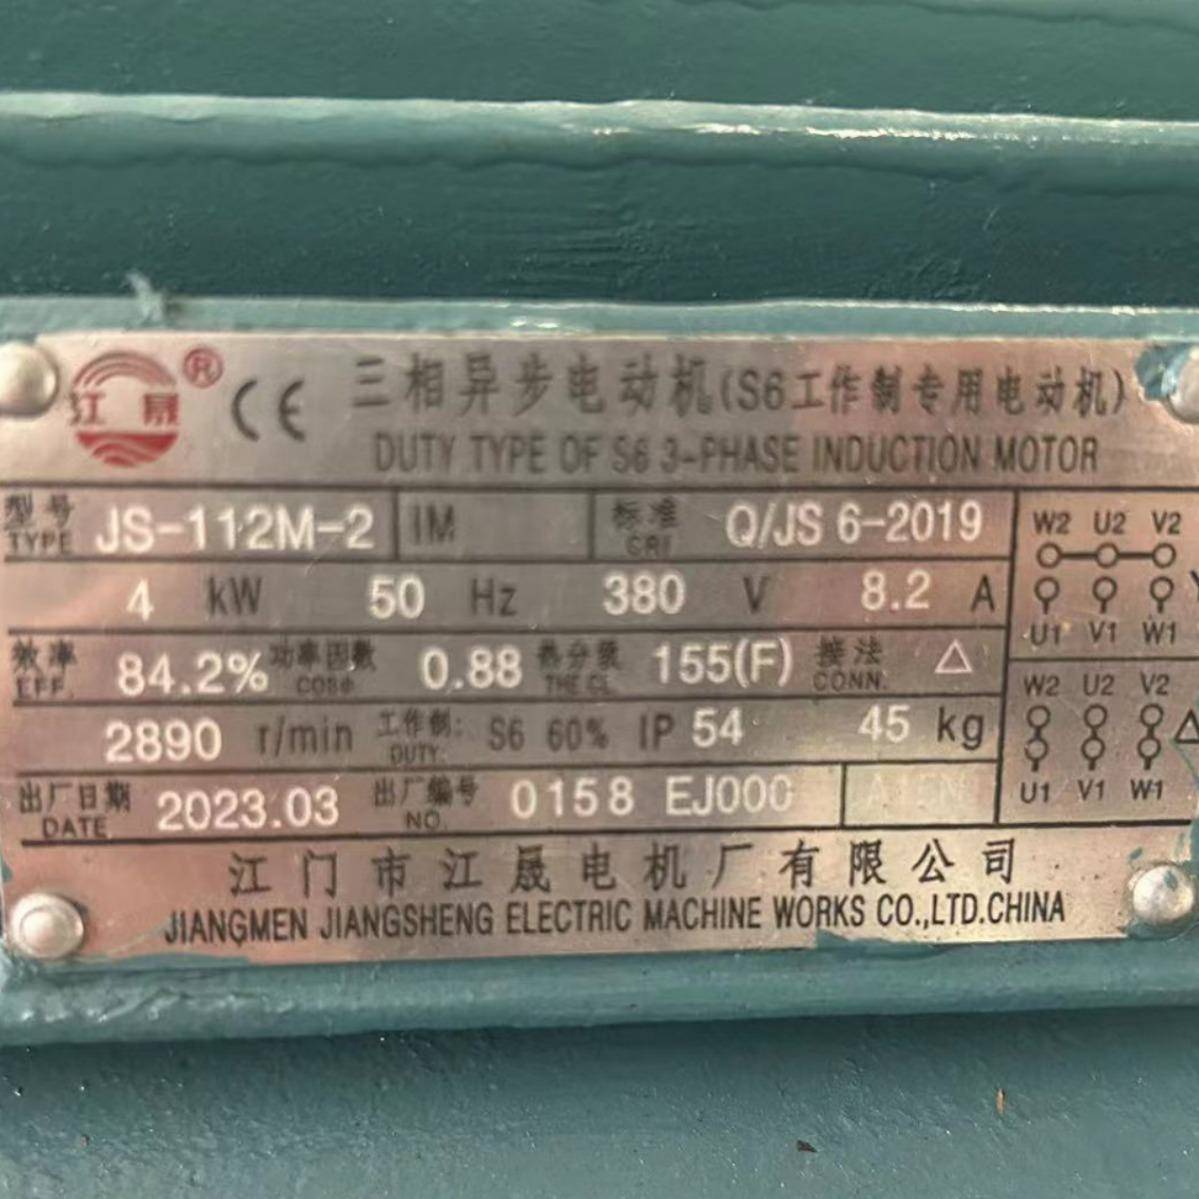 江晟 ® CE 三相异步电动机(S6工作制专用电动机)
DUTY TYPE OF S6 3-PHASE INDUCTION MOTOR
型号 TYPE JS-112M-2 IM 标准 CRI Q/JS 6-2019
4 kW 50 Hz 380 V 8.2 A
效率 EFF. 84.2% 功率因数 COSΦ 0.88 热分级 THE CL 155(F) 接法 CONN. △
2890 r/min 工作制: DUTY: S6 60% IP 54 45 kg
出厂日期 DATE 2023.03 出厂编号 NO. 0158 EJ000
W2 U2 V2
Y
U1 V1 W1
W2 U2 V2
△
U1 V1 W1
江门市江晟电机厂有限公司
JIANGMEN JIANGSHENG ELECTRIC MACHINE WORKS CO.,LTD.CHINA